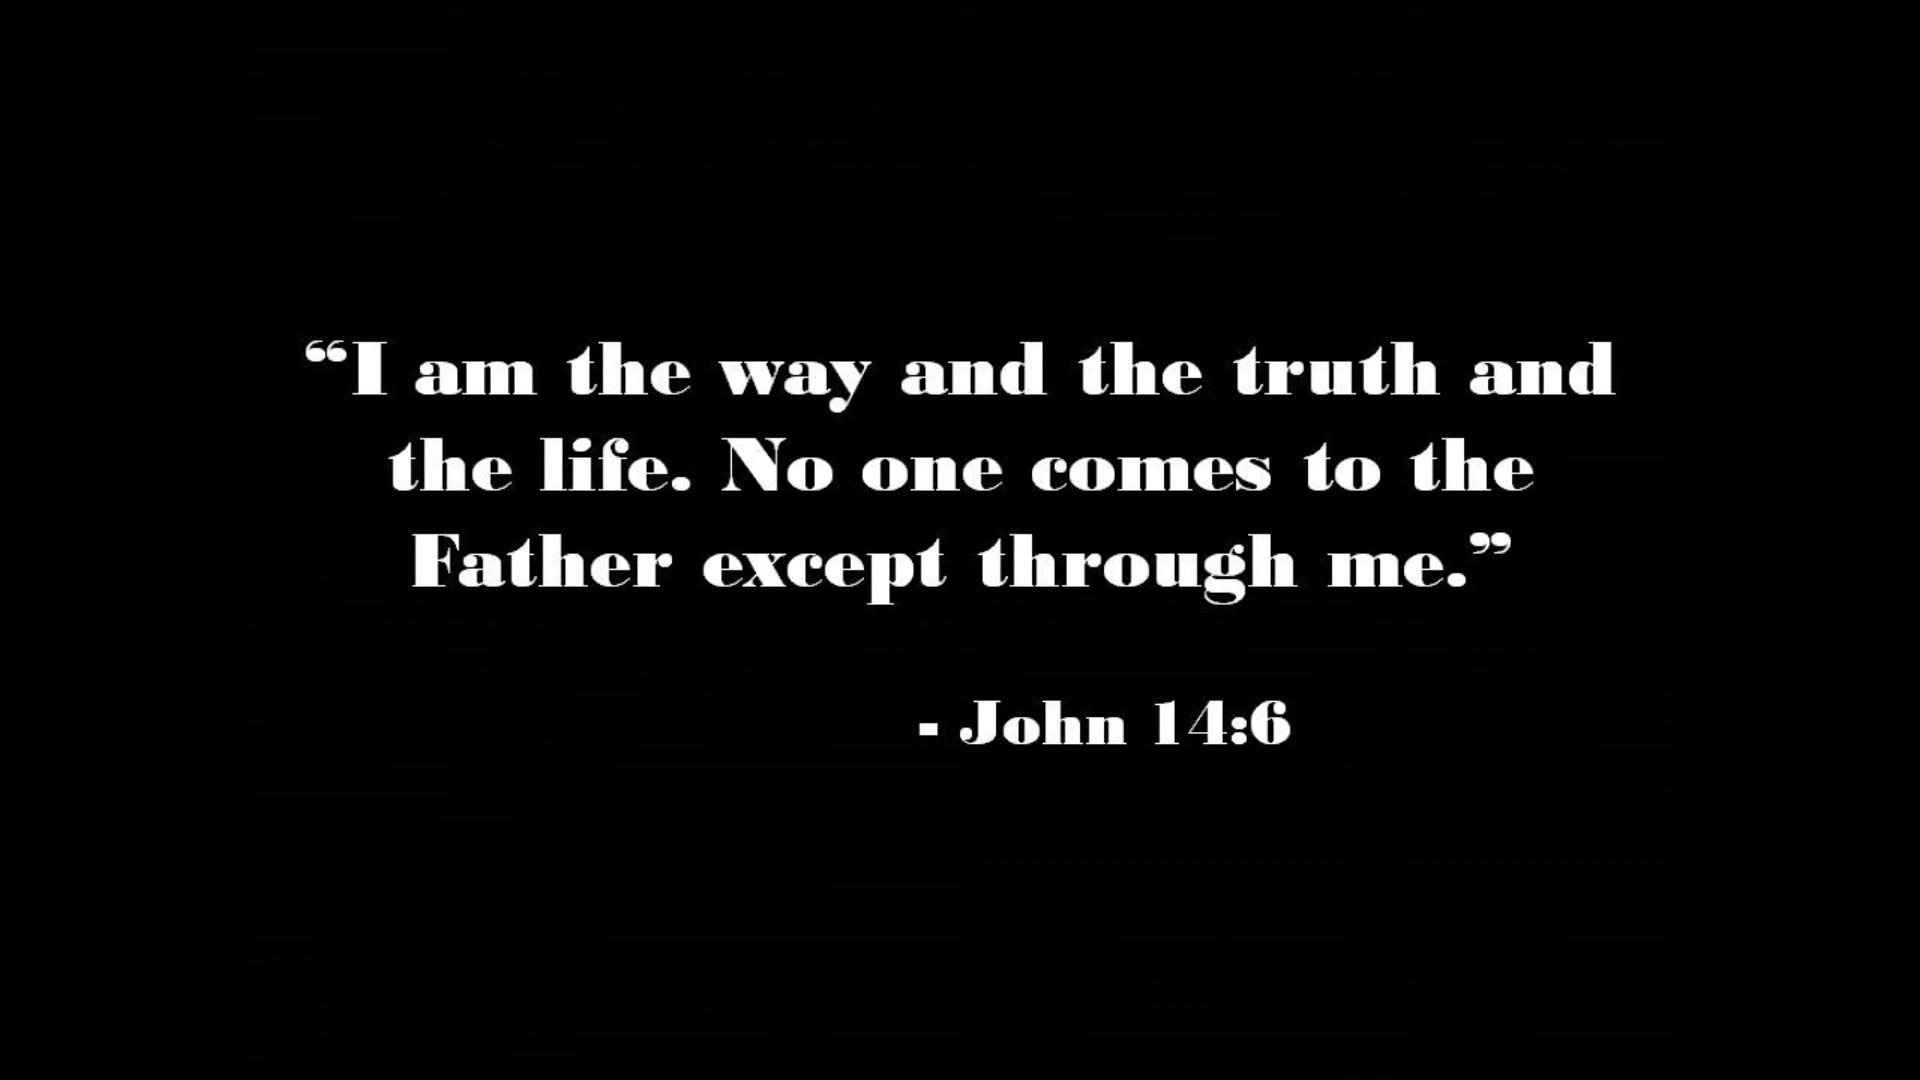 “I am the way and the truth and
the life. No one comes to the
Father except through me.”
- John 14:6